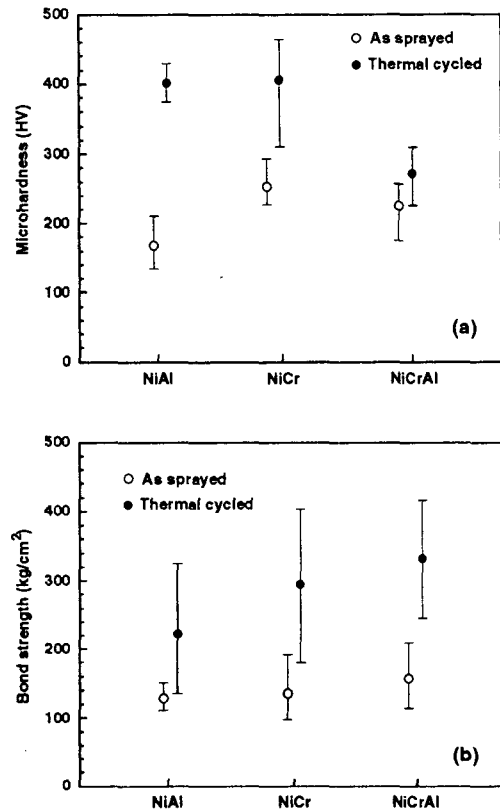 500
400
300
200
100
0
Microhardness (HV)
As sprayed
Thermal cycled
(a)
NiAl
NiCr
NiCrAl
500
400
300
200
100
0
Bond strength (kg/cm²)
As sprayed
Thermal cycled
(b)
NiAl
NiCr
NiCrAl